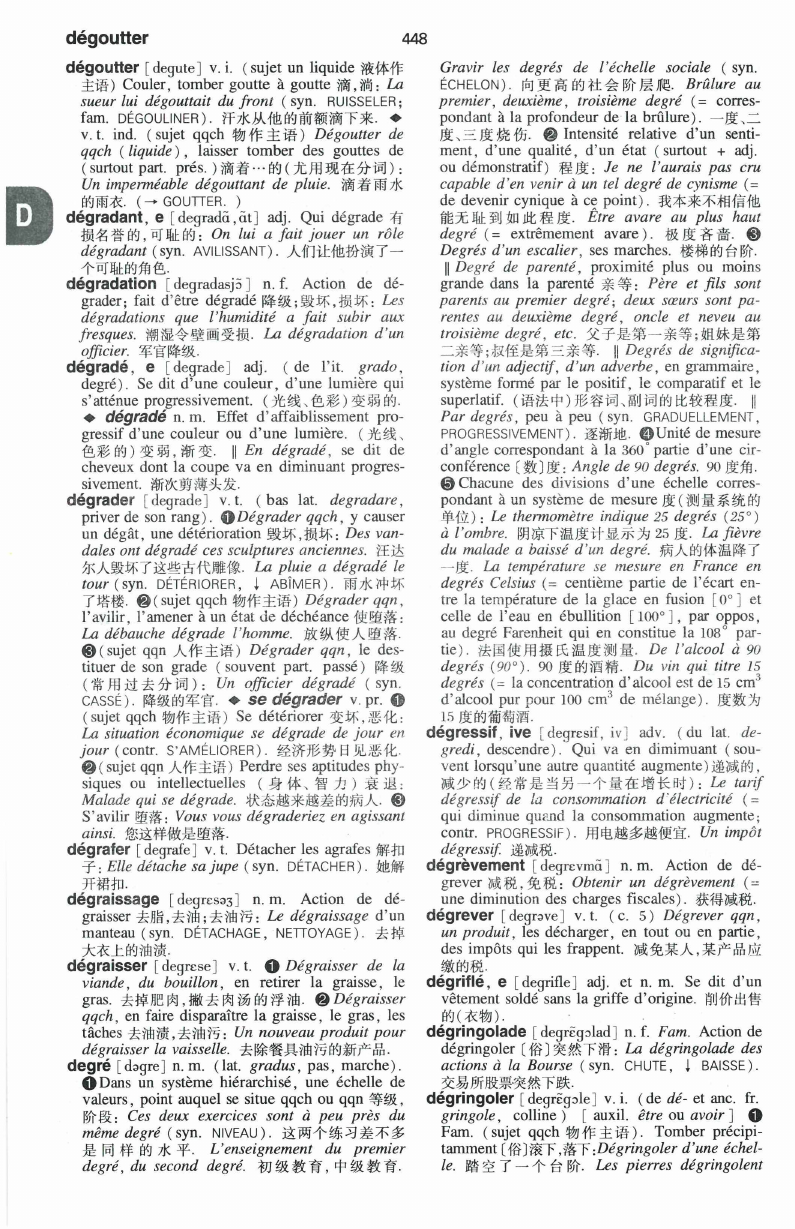 dégoutter
448
dégoutter [degute] v. i. (sujet un liquide 液体作
主语) Couler, tomber goutte à goutte 滴,淌: La
sueur lui dégouttait du front (syn. RUISSELER;
fam. DÉGOULINER). 汗水从他的前额滴下来. ◆
v. t. ind. (sujet qqch 物作主语) Dégoutter de
qqch (liquide), laisser tomber des gouttes de
(surtout part. prés.)滴着…的(尤用现在分词):
Un imperméable dégouttant de pluie. 滴着雨水
的雨衣. (→ GOUTTER. )
D
dégradant, e [degradɑ̃,ɑ̃t] adj. Qui dégrade 有
损名誉的,可耻的: On lui a fait jouer un rôle
dégradant (syn. AVILISSANT). 人们让他扮演了一
个可耻的角色.
dégradation [degradasjɔ̃] n. f. Action de dé-
grader; fait d'être dégradé 降级;毁坏,损坏: Les
dégradations que l'humidité a fait subir aux
fresques. 潮湿令壁画受损. La dégradation d'un
officier. 军官降级.
dégradé, e [degrade] adj. (de l'it. grado,
degré). Se dit d'une couleur, d'une lumière qui
s'atténue progressivement. (光线、色彩)变弱的.
◆ dégradé n. m. Effet d'affaiblissement pro-
gressif d'une couleur ou d'une lumière. (光线、
色彩的)变弱,渐变. ‖ En dégradé, se dit de
cheveux dont la coupe va en diminuant progres-
sivement. 渐次剪薄头发.
dégrader [degrade] v. t. (bas lat. degradare,
priver de son rang). ❶Dégrader qqch, y causer
un dégât, une détérioration 毁坏,损坏: Des van-
dales ont dégradé ces sculptures anciennes. 汪达
尔人毁坏了这些古代雕像. La pluie a dégradé le
tour (syn. DÉTÉRIORER, ↓ ABÎMER). 雨水冲坏
了塔楼. ❷(sujet qqch 物作主语) Dégrader qqn,
l'avilir, l'amener à un état de déchéance 使堕落:
La débauche dégrade l'homme. 放纵使人堕落.
❸(sujet qqn 人作主语) Dégrader qqn, le des-
tituer de son grade (souvent part. passé) 降级
(常用过去分词): Un officier dégradé (syn.
CASSÉ). 降级的军官. ◆ se dégrader v. pr. ❶
(sujet qqch 物作主语) Se détériorer 变坏,恶化:
La situation économique se dégrade de jour en
jour (contr. S'AMÉLIORER). 经济形势日见恶化.
❷(sujet qqn 人作主语) Perdre ses aptitudes phy-
siques ou intellectuelles (身体、智力)衰退:
Malade qui se dégrade. 状态越来越差的病人. ❸
S'avilir 堕落: Vous vous dégraderiez en agissant
ainsi. 您这样做是堕落.
dégrafer [degrafe] v. t. Détacher les agrafes 解扣
子: Elle détache sa jupe (syn. DÉTACHER). 她解
开裙扣.
dégraissage [degrɛsaʒ] n. m. Action de dé-
graisser 去脂,去油;去油污: Le dégraissage d'un
manteau (syn. DÉTACHAGE, NETTOYAGE). 去掉
大衣上的油渍.
dégraisser [degrɛse] v. t. ❶ Dégraisser de la
viande, du bouillon, en retirer la graisse, le
gras. 去掉肥肉,撇去肉汤的浮油. ❷Dégraisser
qqch, en faire disparaître la graisse, le gras, les
tâches 去油渍,去油污: Un nouveau produit pour
dégraisser la vaisselle. 去除餐具油污的新产品.
degré [dəgre] n. m. (lat. gradus, pas, marche).
❶Dans un système hiérarchisé, une échelle de
valeurs, point auquel se situe qqch ou qqn 等级,
阶段: Ces deux exercices sont à peu près du
même degré (syn. NIVEAU). 这两个练习差不多
是同样的水平. L'enseignement du premier
degré, du second degré. 初级教育,中级教育.
Gravir les degrés de l'échelle sociale (syn.
ÉCHELON). 向更高的社会阶层爬. Brûlure au
premier, deuxième, troisième degré (= corres-
pondant à la profondeur de la brûlure). 一度、二
度、三度烧伤. ❷ Intensité relative d'un senti-
ment, d'une qualité, d'un état (surtout + adj.
ou démonstratif) 程度: Je ne l'aurais pas cru
capable d'en venir à un tel degré de cynisme (=
de devenir cynique à ce point). 我本来不相信他
能无耻到如此程度. Être avare au plus haut
degré (= extrêmement avare). 极度吝啬. ❸
Degrés d'un escalier, ses marches. 楼梯的台阶.
‖ Degré de parenté, proximité plus ou moins
grande dans la parenté 亲等: Père et fils sont
parents au premier degré; deux sœurs sont pa-
rentes au deuxième degré, oncle et neveu au
troisième degré, etc. 父子是第一亲等;姐妹是第
二亲等;叔侄是第三亲等. ‖ Degrés de significa-
tion d'un adjectif, d'un adverbe, en grammaire,
système formé par le positif, le comparatif et le
superlatif. (语法中)形容词、副词的比较程度. ‖
Par degrés, peu à peu (syn. GRADUELLEMENT,
PROGRESSIVEMENT). 逐渐地. ❹Unité de mesure
d'angle correspondant à la 360° partie d'une cir-
conférence [数]度: Angle de 90 degrés. 90 度角.
❺Chacune des divisions d'une échelle corres-
pondant à un système de mesure 度(测量系统的
单位): Le thermomètre indique 25 degrés (25°)
à l'ombre. 阴凉下温度计显示为 25 度. La fièvre
du malade a baissé d'un degré. 病人的体温降了
一度. La température se mesure en France en
degrés Celsius (= centième partie de l'écart en-
tre la température de la glace en fusion [0°] et
celle de l'eau en ébullition [100°], par oppos,
au degré Farenheit qui en constitue la 108° par-
tie). 法国使用摄氏温度测量. De l'alcool à 90
degrés (90°). 90 度的酒精. Du vin qui titre 15
degrés (= la concentration d'alcool est de 15 cm³
d'alcool pur pour 100 cm³ de mélange). 度数为
15 度的葡萄酒.
dégressif, ive [degresif, iv] adv. (du lat. de-
gredi, descendre). Qui va en dimimuant (sou-
vent lorsqu'une autre quantité augmente)递减的,
减少的(经常是当另一个量在增长时): Le tarif
dégressif de la consommation d'électricité (=
qui diminue quand la consommation augmente;
contr. PROGRESSIF). 用电越多越便宜. Un impôt
dégressif. 递减税.
dégrèvement [degrɛvmɑ̃] n. m. Action de dé-
grever 减税,免税: Obtenir un dégrèvement (=
une diminution des charges fiscales). 获得减税.
dégrever [degrəve] v. t. (c. 5) Dégrever qqn,
un produit, les décharger, en tout ou en partie,
des impôts qui les frappent. 减免某人,某产品应
缴的税.
dégriffé, e [degrifle] adj. et n. m. Se dit d'un
vêtement soldé sans la griffe d'origine. 削价出售
的(衣物).
dégringolade [degrɛ̃gɔlad] n. f. Fam. Action de
dégringoler [俗]突然下滑: La dégringolade des
actions à la Bourse (syn. CHUTE, ↓ BAISSE).
交易所股票突然下跌.
dégringoler [degrɛ̃gɔle] v. i. (de dé- et anc. fr.
gringole, colline) [auxil. être ou avoir] ❶
Fam. (sujet qqch 物作主语). Tomber précipi-
tamment [俗]滚下,落下:Dégringoler d'une échel-
le. 踏空了一个台阶. Les pierres dégringolent